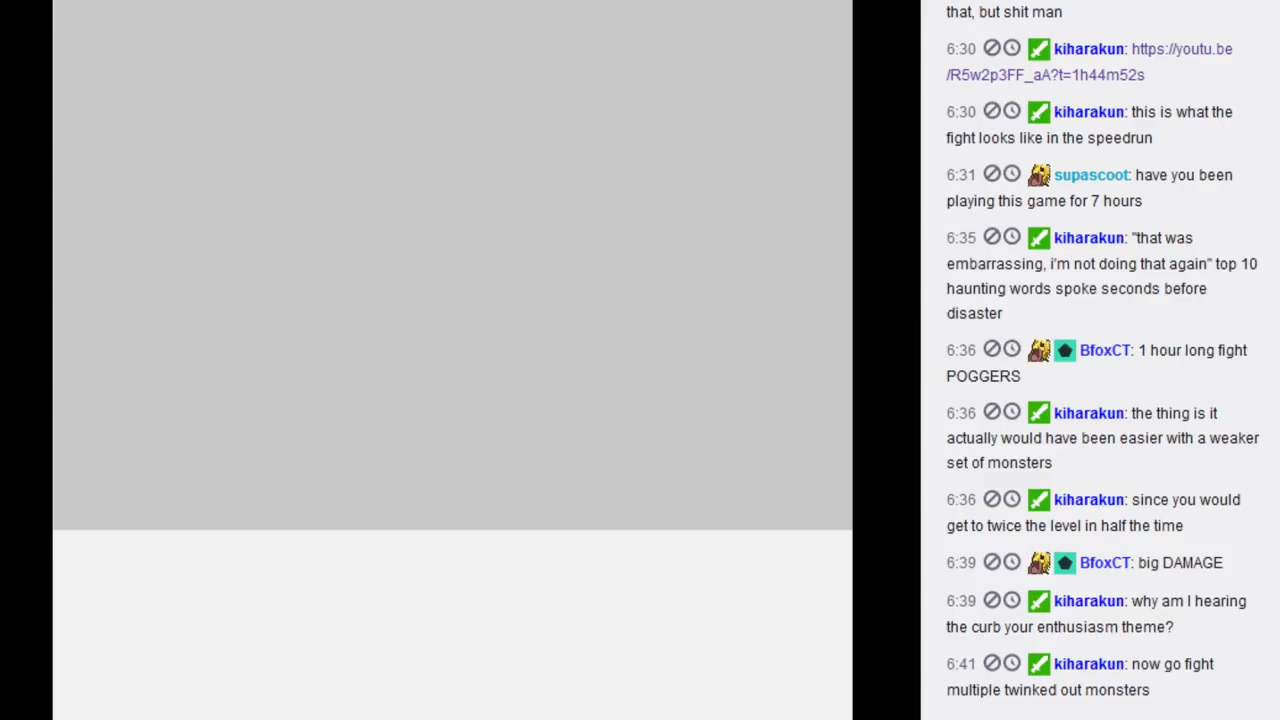 that, but shit man
6:30 kiharakun: https://youtu.be
/R5w2p3FF_aA?t=1h44m52s
6:30 kiharakun: this is what the
fight looks like in the speedrun
6:31 supascoot: have you been
playing this game for 7 hours
6:35 kiharakun: "that was
embarrassing, i'm not doing that again" top 10
haunting words spoke seconds before
disaster
6:36 BfoxCT: 1 hour long fight
POGGERS
6:36 kiharakun: the thing is it
actually would have been easier with a weaker
set of monsters
6:36 kiharakun: since you would
get to twice the level in half the time
6:39 BfoxCT: big DAMAGE
6:39 kiharakun: why am I hearing
the curb your enthusiasm theme?
6:41 kiharakun: now go fight
multiple twinked out monsters